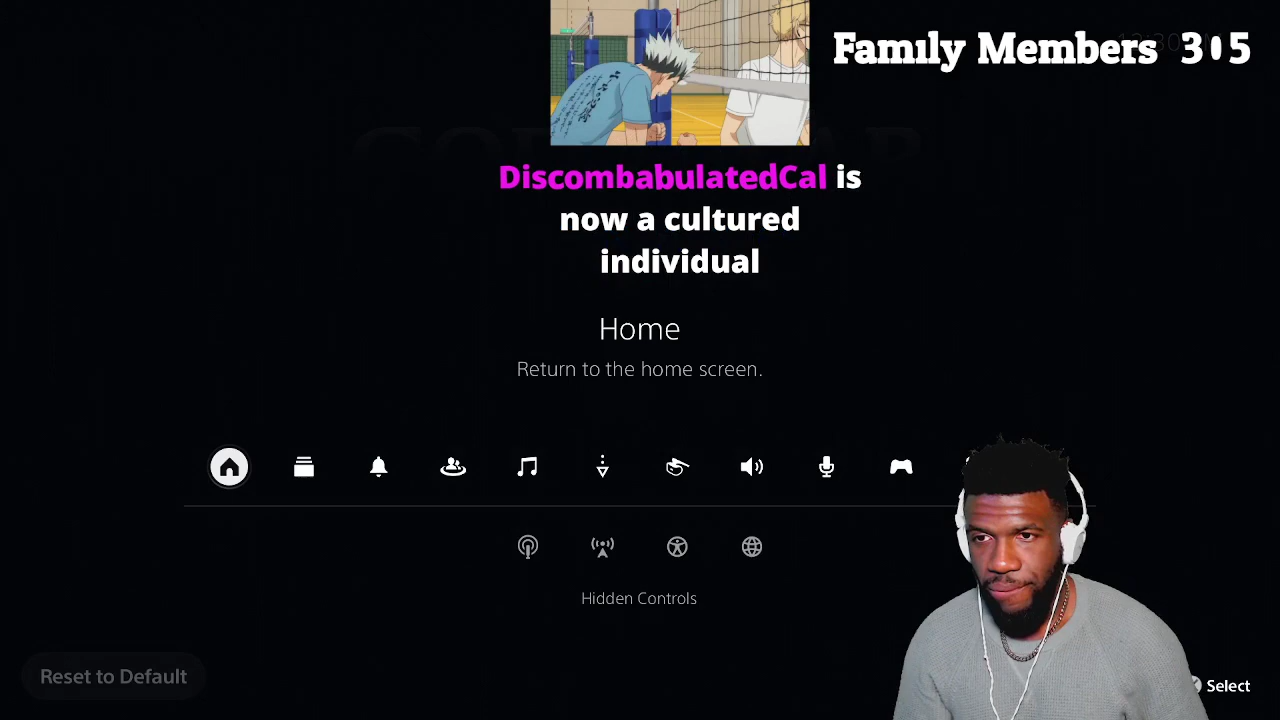 Family Members 305
DiscombabulatedCal is
now a cultured
individual
Home
Return to the home screen.
Hidden Controls
Reset to Default
Select